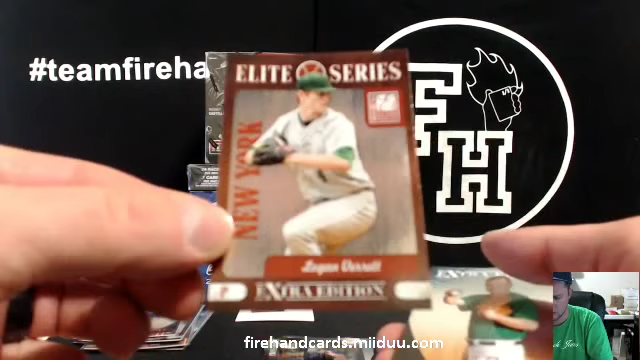 #teamfireha
ELITE SERIES
NEW YORK
Logan Verrett
EXTRA EDITION
FH
firehandcards.miiduu.com